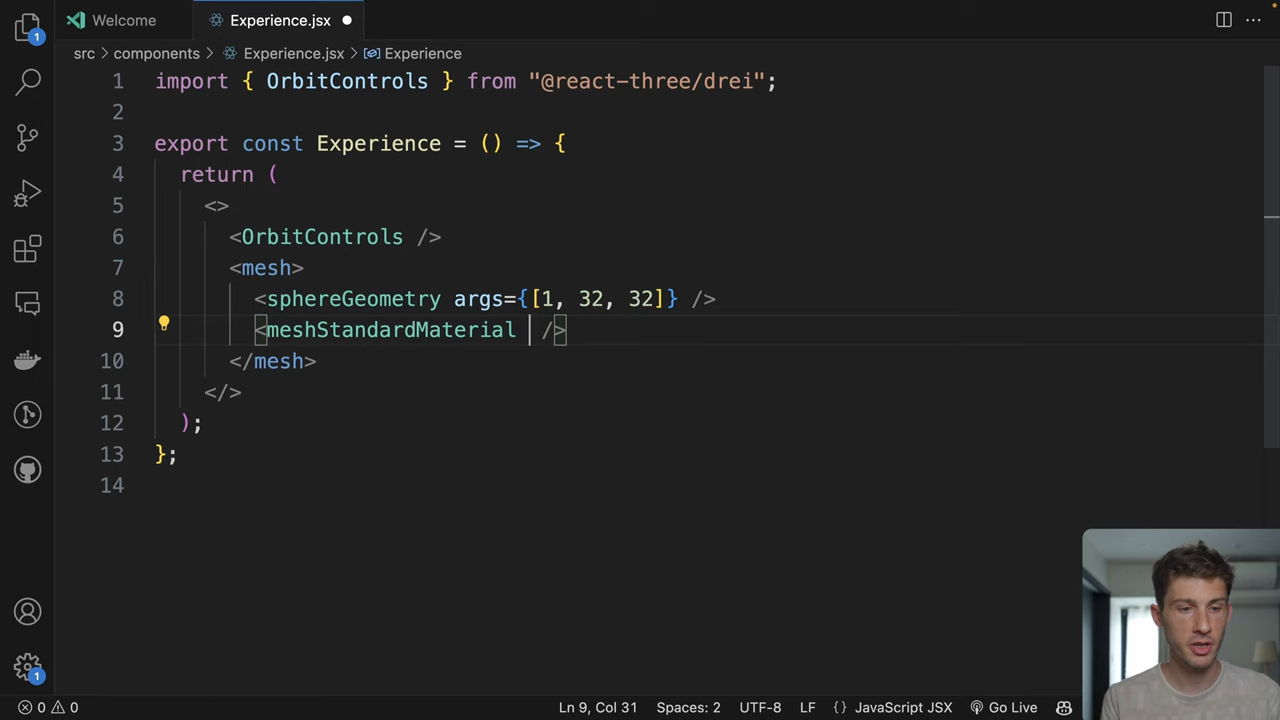 Welcome
Experience.jsx
src > components > Experience.jsx > Experience
1 import { OrbitControls } from "@react-three/drei";
2
3 export const Experience = () => {
4 return (
5 <>
6 <OrbitControls />
7 <mesh>
8 <sphereGeometry args={[1, 32, 32]} />
9 <meshStandardMaterial />
10 </mesh>
11 </>
12 );
13 };
14
1
1
0 0
Ln 9, Col 31
Spaces: 2
UTF-8
LF
{} JavaScript JSX
Go Live